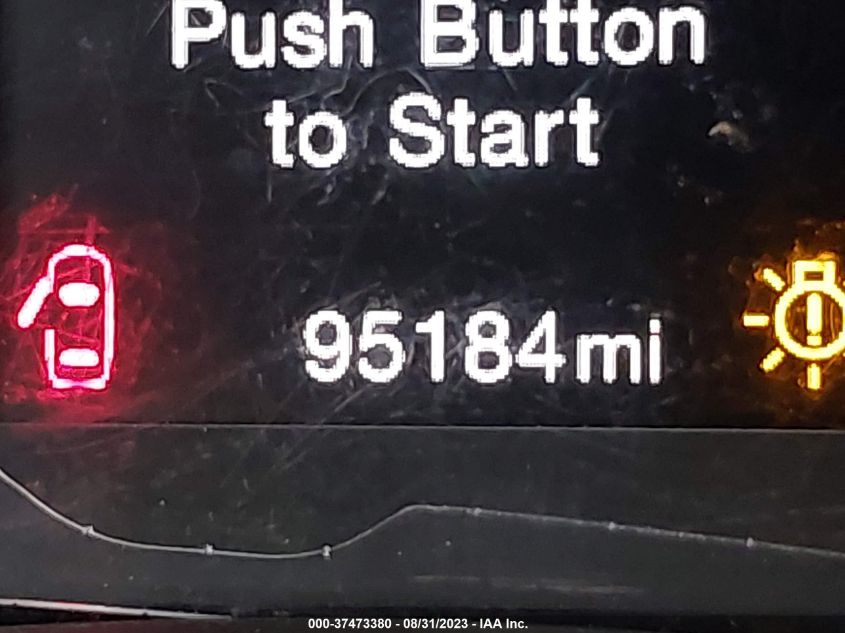 Push Button
to Start
95184mi
000-37473380 - 08/31/2023 - IAA Inc.